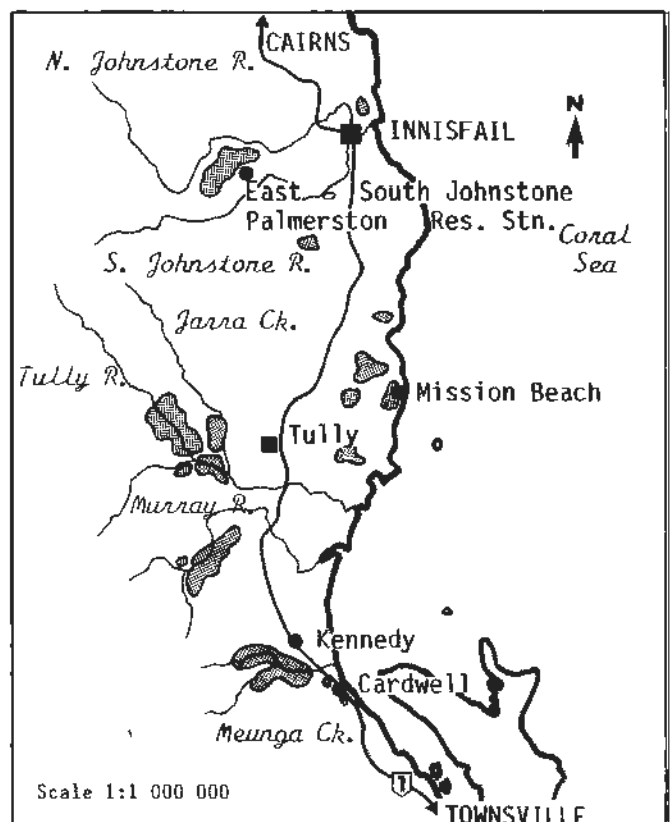 CAIRNS
N. Johnstone R.
N
INNISFAIL
East
Palmerston
South Johnstone
Res. Stn.
Coral
Sea
S. Johnstone R.
Jarra Ck.
Tully R.
Mission Beach
Tully
Murray R.
Kennedy
Cardwell
Meunga Ck.
Scale 1:1 000 000
1
TOWNSVILLE